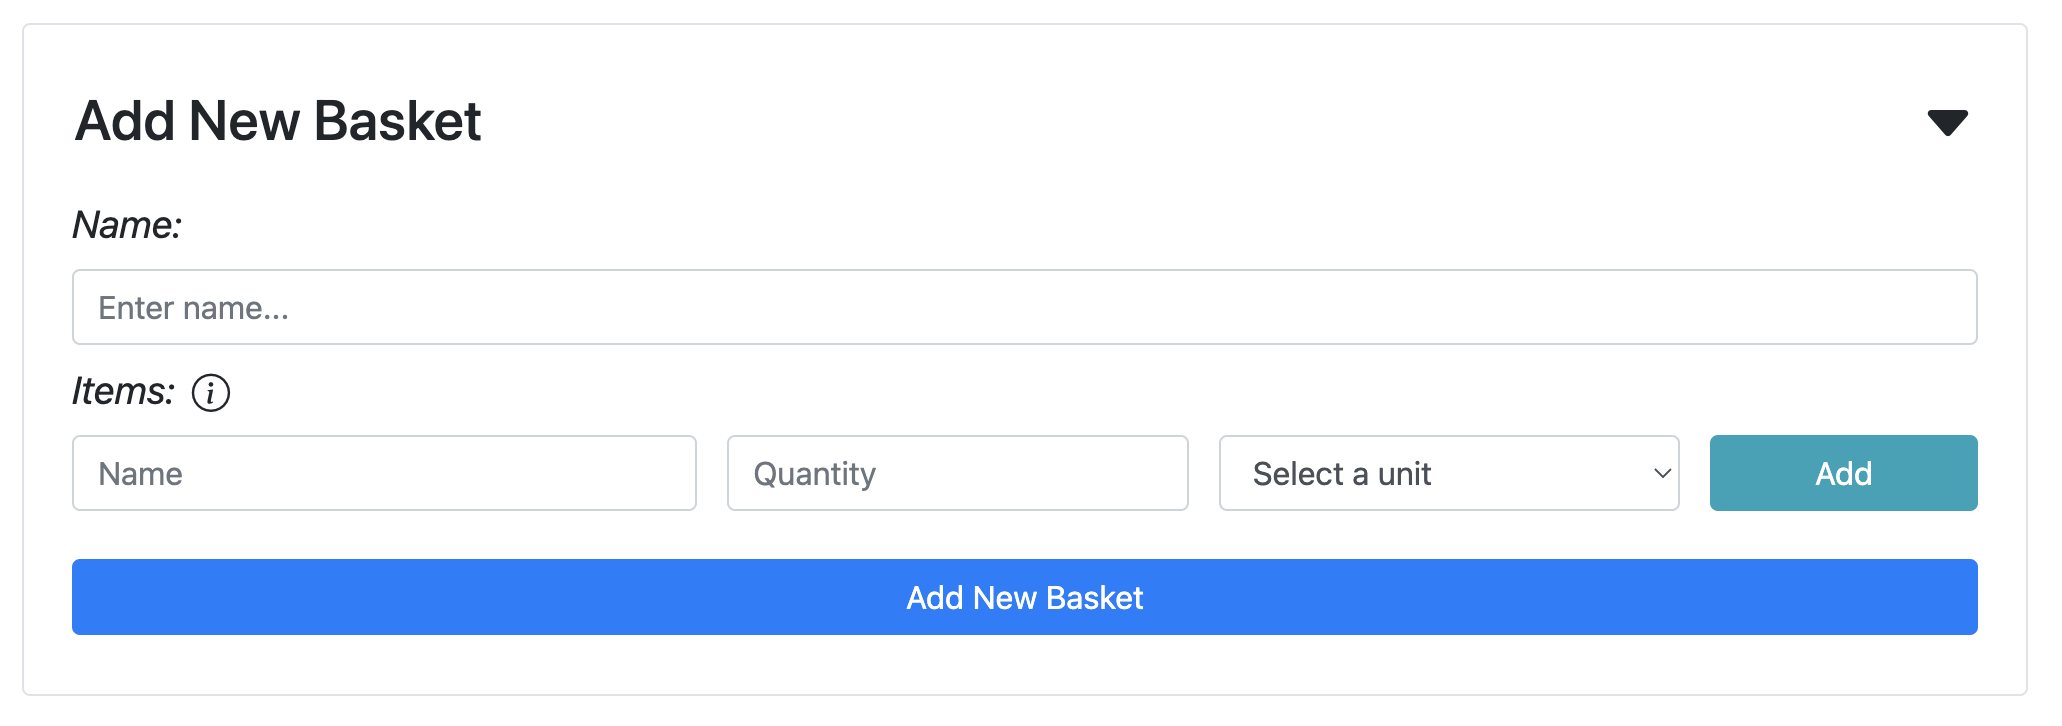 Add New Basket
Name:
Enter name...
Items: i
Name Quantity Select a unit Add
Add New Basket